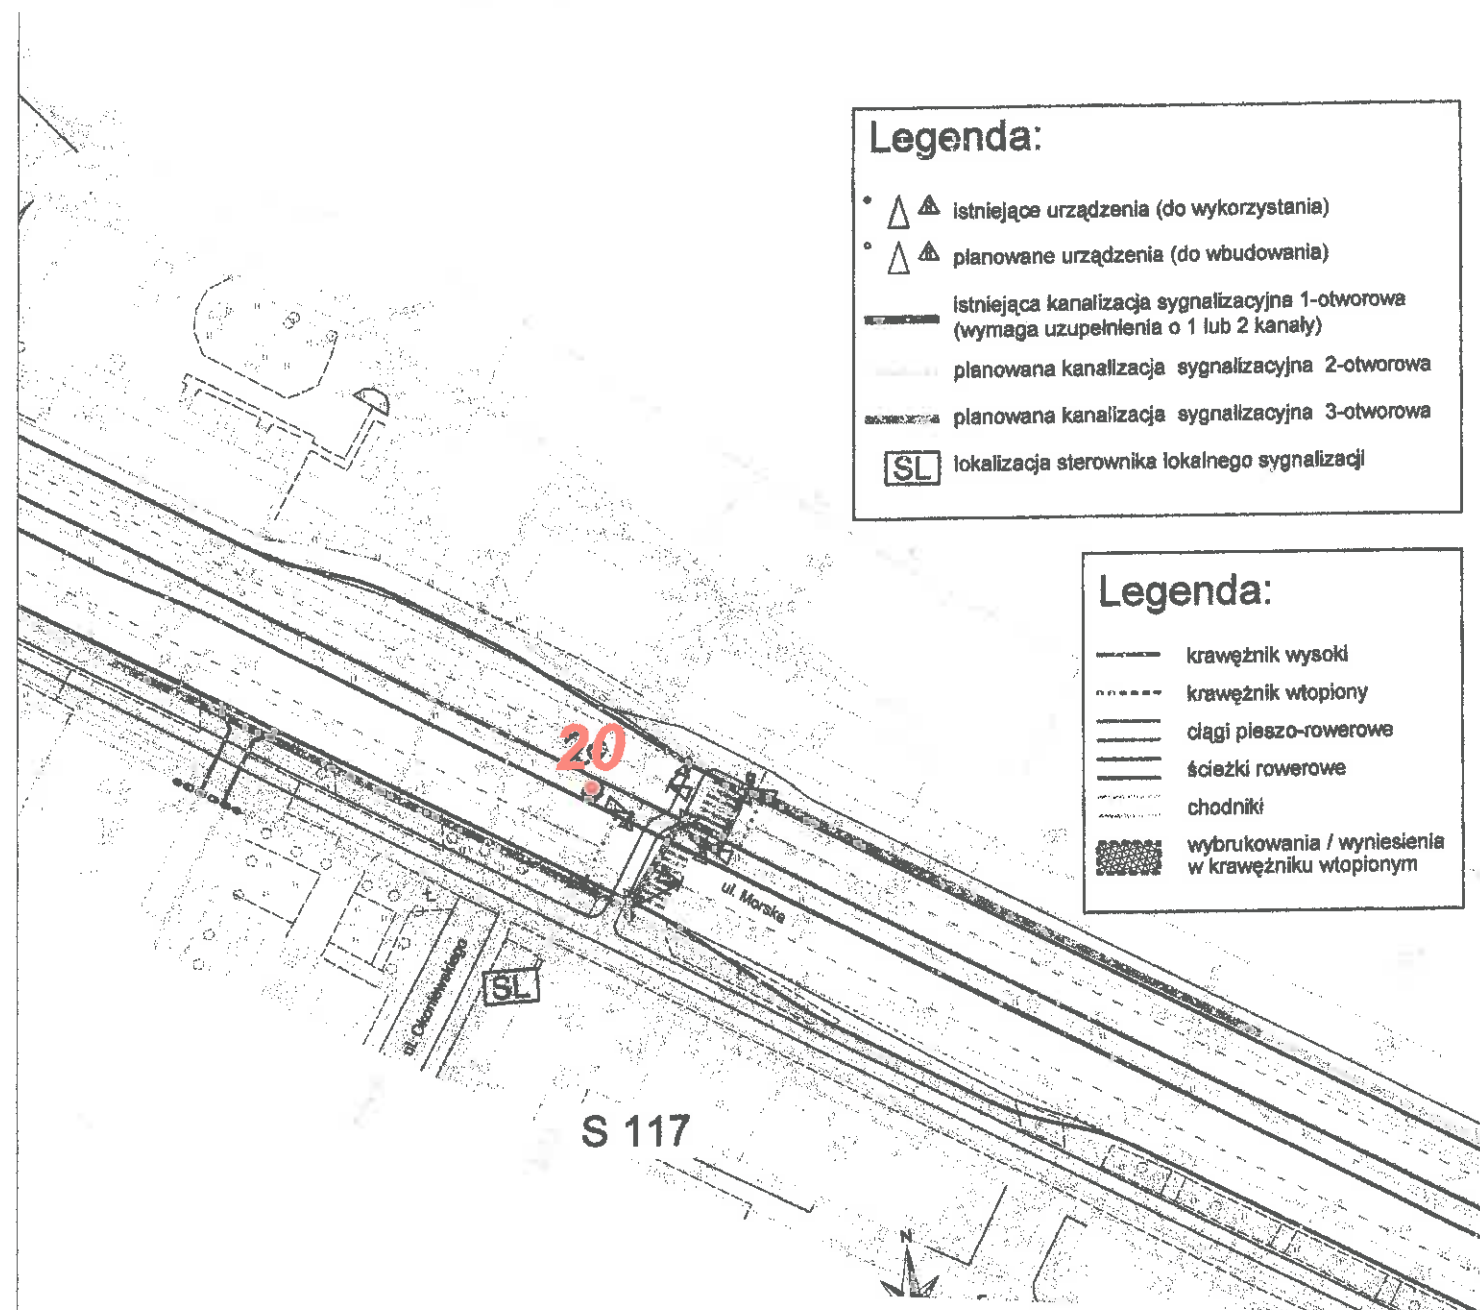 Legenda:
istniejące urządzenia (do wykorzystania)
planowane urządzenia (do wbudowania)
istniejąca kanalizacja sygnalizacyjna 1-otworowa
(wymaga uzupełnienia o 1 lub 2 kanały)
planowana kanalizacja sygnalizacyjna 2-otworowa
planowana kanalizacja sygnalizacyjna 3-otworowa
SL lokalizacja sterownika lokalnego sygnalizacji
Legenda:
krawężnik wysoki
krawężnik wtopiony
ciągi pieszo-rowerowe
ścieżki rowerowe
chodniki
wybrukowania / wyniesienia
w krawężniku wtopionym
20
ul. Morska
ul. Okoniewskiego
SL
S 117
N